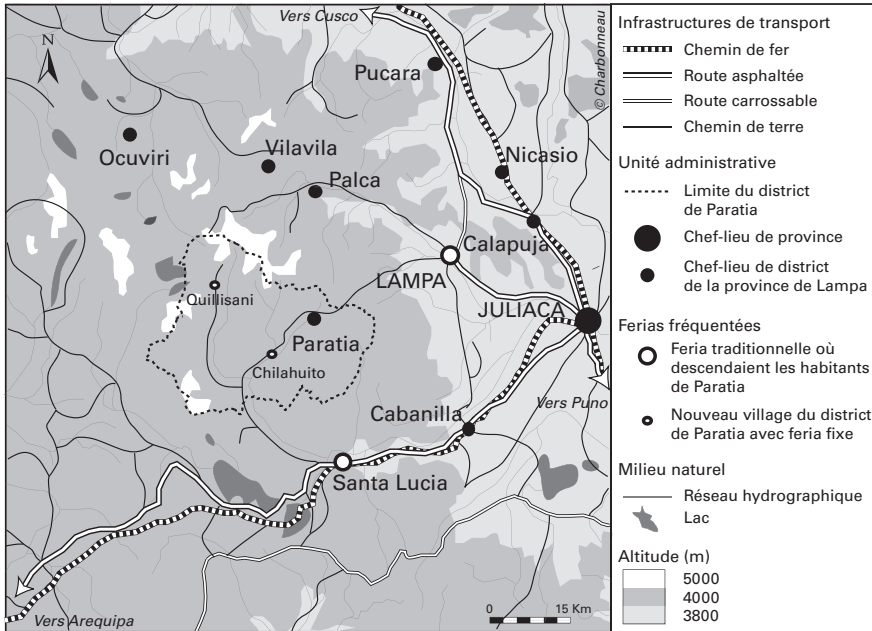 Vers Cusco
N
Pucara
© Charbonneau
Ocuviri
Vilavila
Nicasio
Palca
Calapuja
LAMPA
Quillisani
JULIACA
Paratia
Chilahuito
Vers Puno
Cabanilla
Santa Lucia
0 15 Km
Vers Arequipa
Infrastructures de transport
Chemin de fer
Route asphaltée
Route carrossable
Chemin de terre
Unité administrative
Limite du district
de Paratia
Chef-lieu de province
Chef-lieu de district
de la province de Lampa
Ferias fréquentées
Feria traditionnelle où
descendaient les habitants
de Paratia
Nouveau village du district
de Paratia avec feria fixe
Milieu naturel
Réseau hydrographique
Lac
Altitude (m)
5000
4000
3800